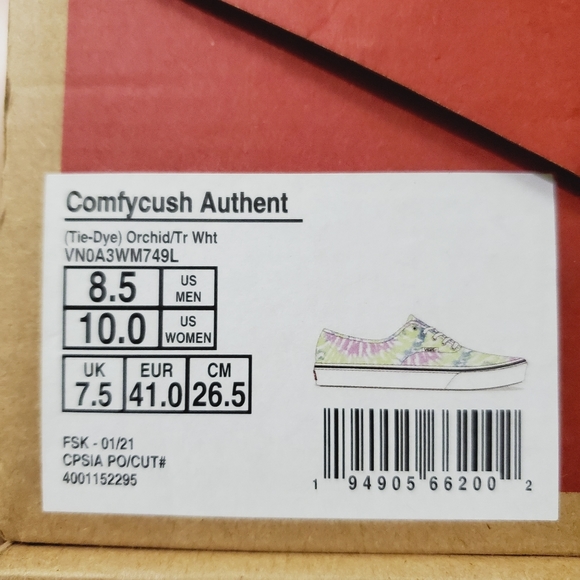 Comfycush Authent
(Tie-Dye) Orchid/Tr Wht
VN0A3WM749L
8.5 US MEN
10.0 US WOMEN
UK EUR CM
7.5 41.0 26.5
FSK - 01/21
CPSIA PO/CUT#
4001152295
1 94905 66200 2